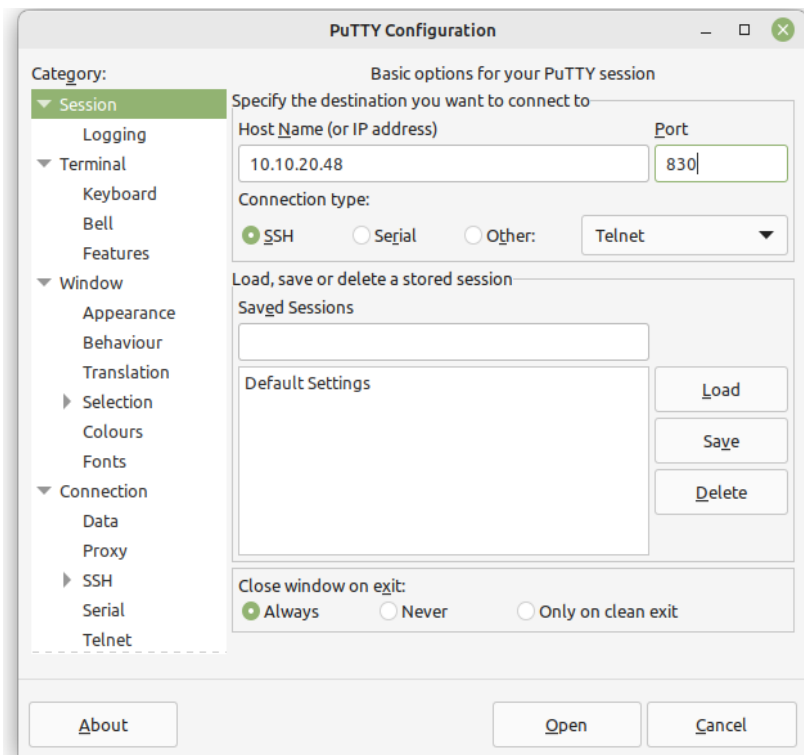 PuTTY Configuration
Category:
Session
Logging
Terminal
Keyboard
Bell
Features
Window
Appearance
Behaviour
Translation
Selection
Colours
Fonts
Connection
Data
Proxy
SSH
Serial
Telnet
Basic options for your PuTTY session
Specify the destination you want to connect to
Host Name (or IP address) Port
10.10.20.48 830
Connection type:
SSH Serial Other: Telnet
Load, save or delete a stored session
Saved Sessions
Default Settings
Load
Save
Delete
Close window on exit:
Always Never Only on clean exit
About Open Cancel